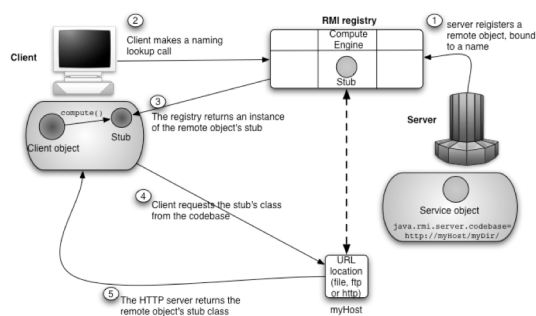 2
Client makes a naming
lookup call
Client
RMI registry
Compute
Engine
Stub
1
server reigisters a
remote object, bound
to a name
Server
3
The registry returns an instance
of the remote object's stub
compute()
Client object
Stub
4
Client requests the stub's class
from the codebase
Service object
java.rmi.server.codebase=
http://myHost/myDir/
URL
location
(file, ftp
or http)
myHost
5
The HTTP server returns the
remote object's stub class